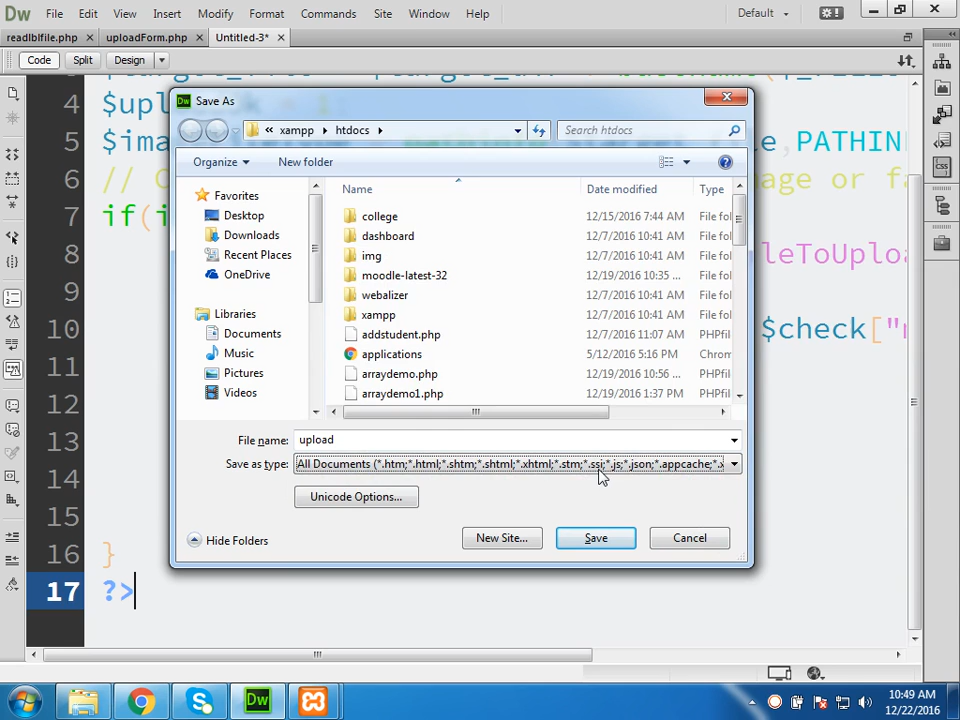 Dw File Edit View Insert Modify Format Commands Site Window Help Default
readlblfile.php × uploadForm.php × Untitled-3* ×
Code Split Design
4 $upl
5 $ima le,PATHINF
6 // C mage or fa
7 if(i
8 leToUploa
9
10 $check["m
11
12
13
14
15
16 }
17 ?>
Dw Save As
« xampp htdocs Search htdocs
Organize New folder
Name Date modified Type
Favorites
Desktop
Downloads
Recent Places
OneDrive
Libraries
Documents
Music
Pictures
Videos
college 12/15/2016 7:44 AM File fol
dashboard 12/7/2016 10:41 AM File fol
img 12/7/2016 10:41 AM File fol
moodle-latest-32 12/19/2016 10:35 ... File fol
webalizer 12/7/2016 10:41 AM File fol
xampp 12/7/2016 10:41 AM File fol
addstudent.php 12/7/2016 11:07 AM PHPfil
applications 5/12/2016 5:16 PM Chrom
arraydemo.php 12/19/2016 10:56 ... PHPfil
arraydemo1.php 12/19/2016 1:37 PM PHPfil
File name: upload
Save as type: All Documents (*.htm;*.html;*.shtm;*.shtml;*.xhtml;*.stm;*.ssi;*.js;*.json;*.appcache;*.x
Unicode Options...
Hide Folders New Site... Save Cancel
10:49 AM
12/22/2016